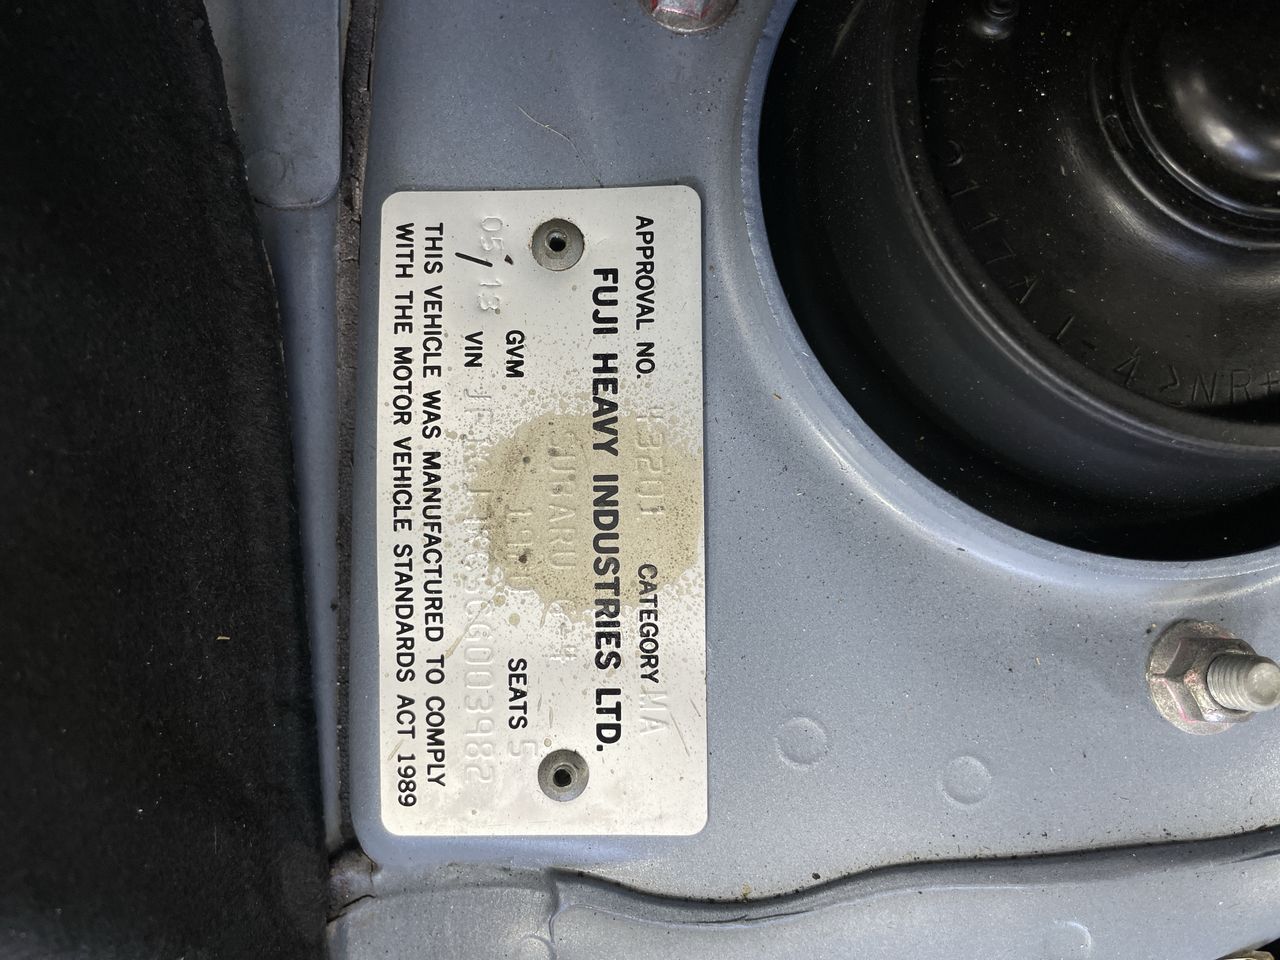 APPROVAL NO. 43201 CATEGORY MA
FUJI HEAVY INDUSTRIES LTD.
SUBARU
05/13 GVM SEATS 5
VIN
THIS VEHICLE WAS MANUFACTURED TO COMPLY
WITH THE MOTOR VEHICLE STANDARDS ACT 1989